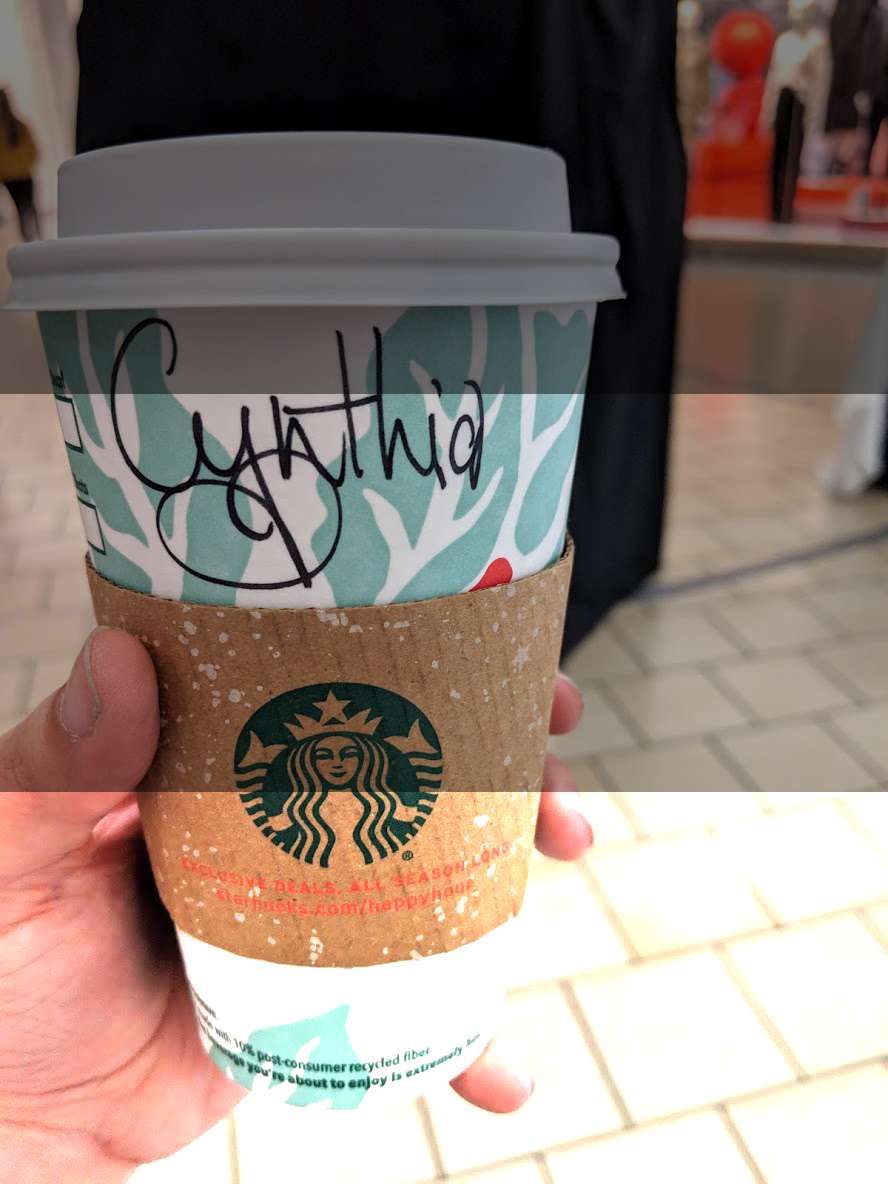 Cynthia
EXCLUSIVE DEALS, ALL SEASON LONG
starbucks.com/happyhour
with 10% post-consumer recycled fiber.
you're about to enjoy is extremely